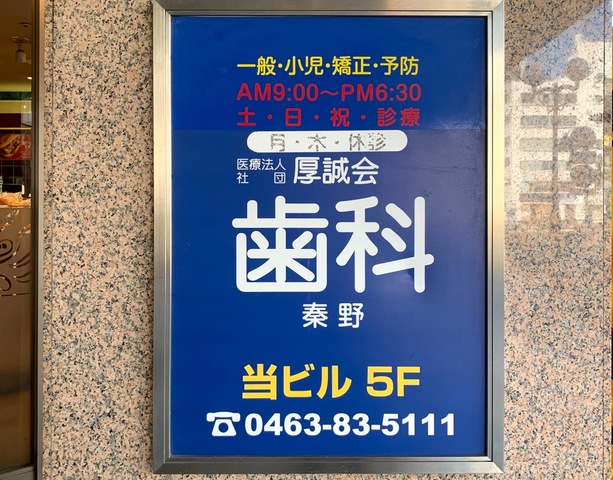 一般・小児・矯正・予防
AM9:00〜PM6:30
土・日・祝・診療
月・木・休診
医療法人
社団 厚誠会
歯科
秦野
当ビル 5F
☎0463-83-5111